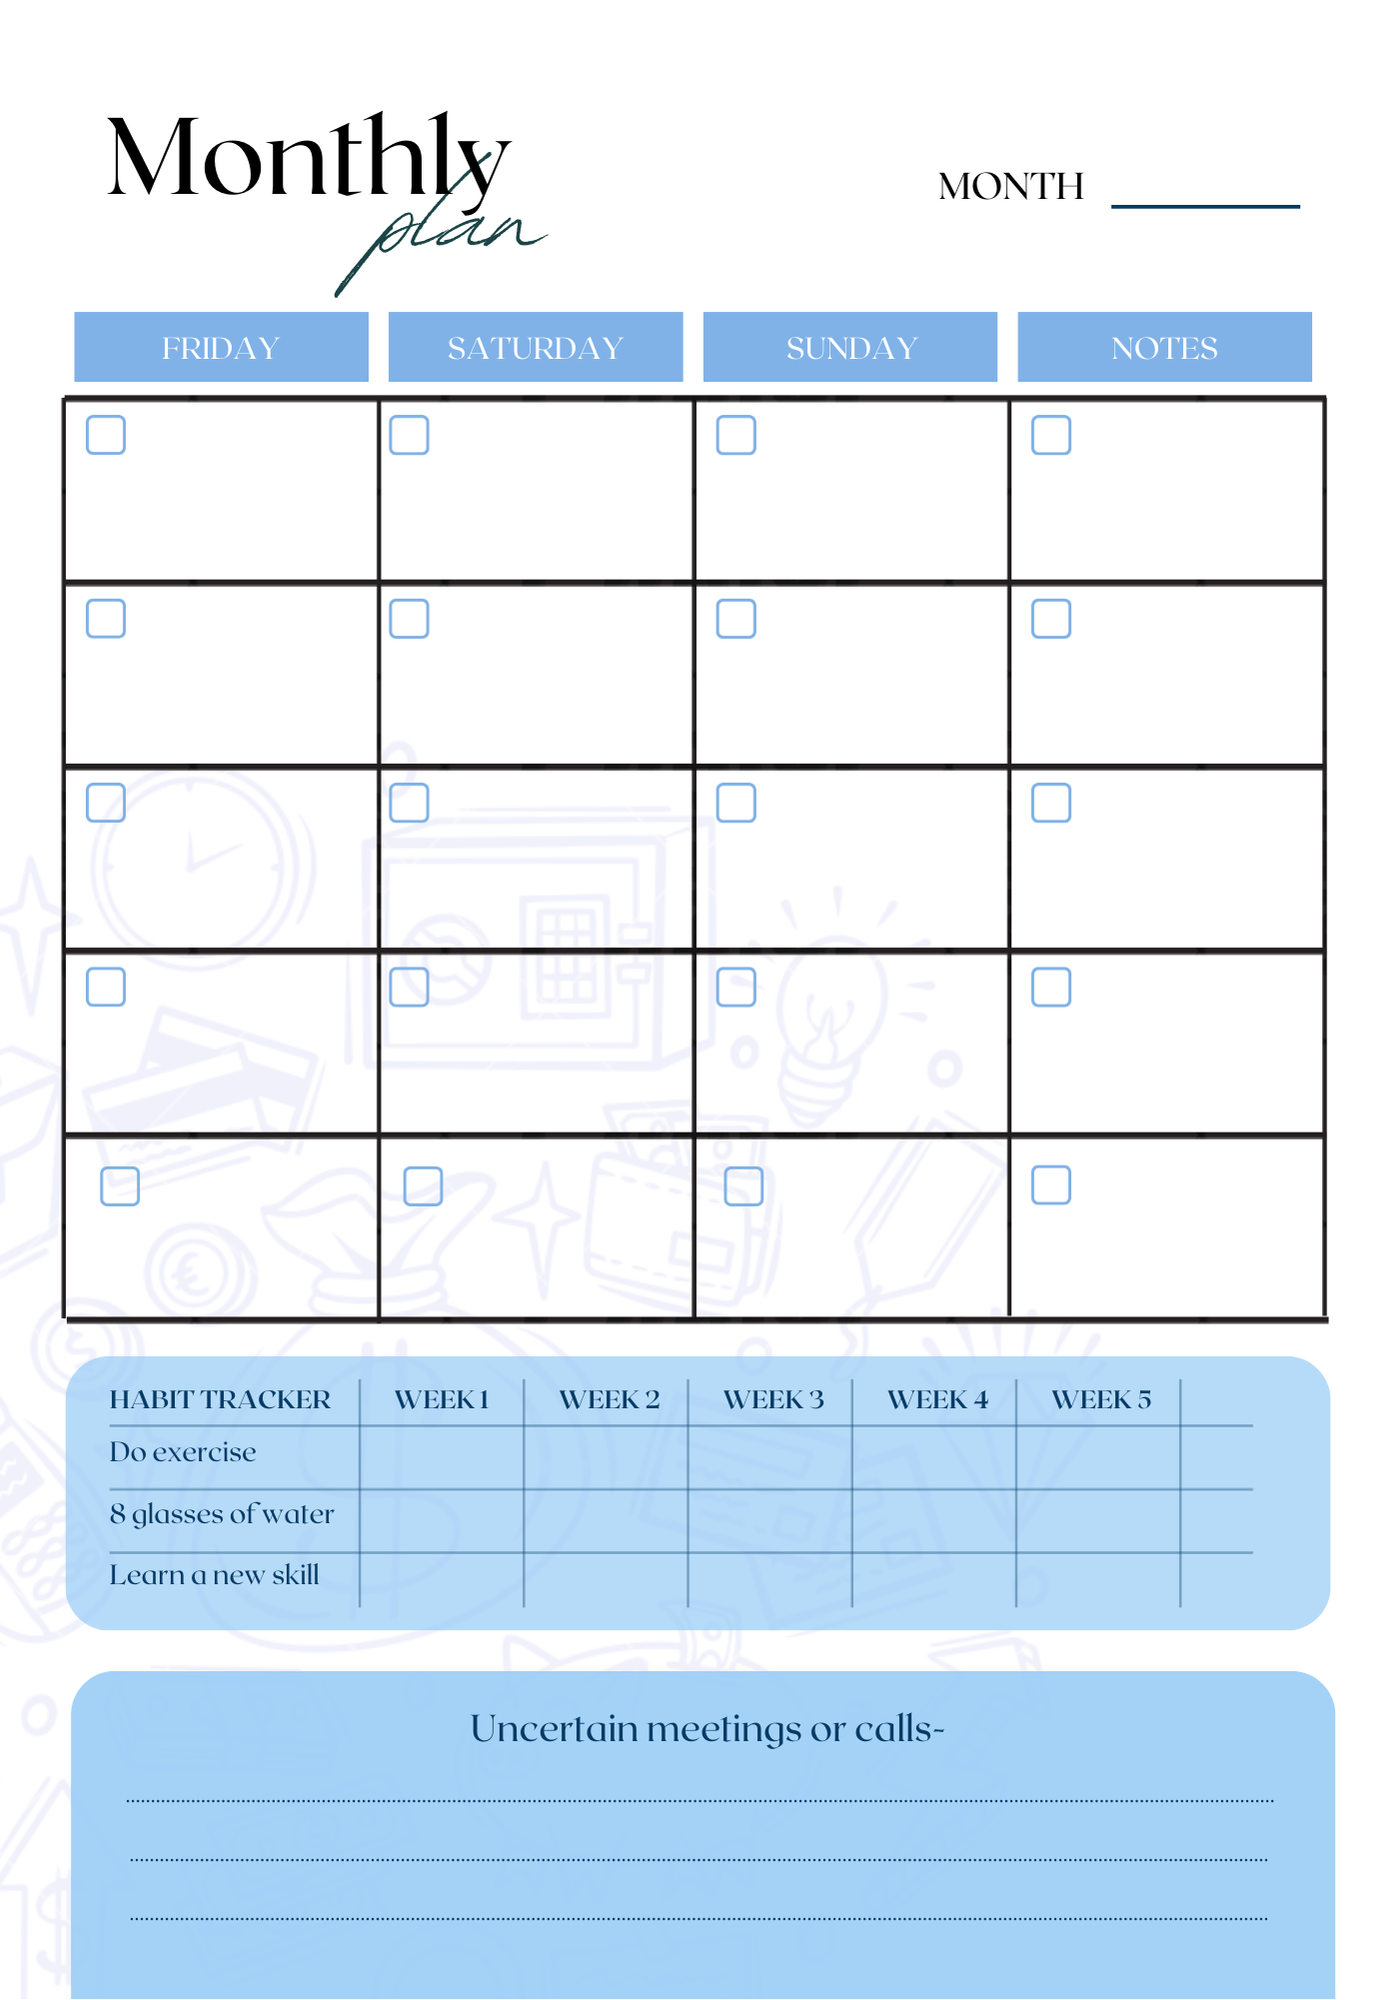 Monthly
plan
MONTH
FRIDAY SATURDAY SUNDAY NOTES
HABIT TRACKER WEEK 1 WEEK 2 WEEK 3 WEEK 4 WEEK 5
Do exercise
8 glasses of water
Learn a new skill
Uncertain meetings or calls-